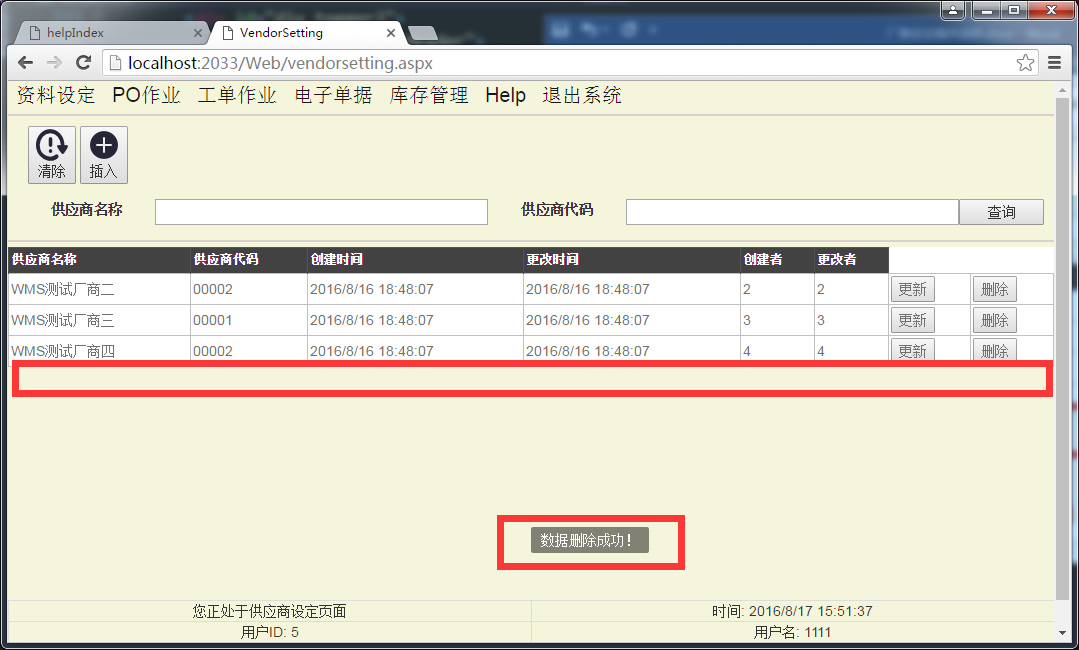 helpIndex VendorSetting
localhost:2033/Web/vendorsetting.aspx
资料设定 PO作业 工单作业 电子单据 库存管理 Help 退出系统
清除 插入
供应商名称 供应商代码 查询
供应商名称 供应商代码 创建时间 更改时间 创建者 更改者
WMS测试厂商二 00002 2016/8/16 18:48:07 2016/8/16 18:48:07 2 2 更新 删除
WMS测试厂商三 00001 2016/8/16 18:48:07 2016/8/16 18:48:07 3 3 更新 删除
WMS测试厂商四 00002 2016/8/16 18:48:07 2016/8/16 18:48:07 4 4 更新 删除
数据删除成功！
您正处于供应商设定页面 时间: 2016/8/17 15:51:37
用户ID: 5 用户名: 1111